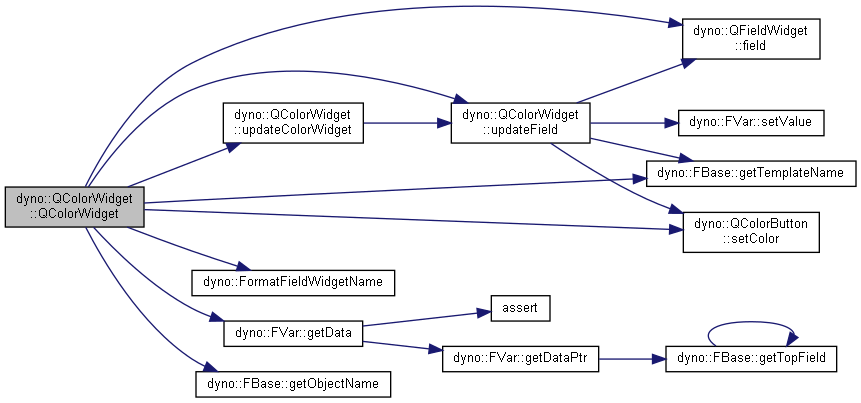 dyno::QFieldWidget
::field
dyno::QColorWidget
::updateColorWidget
dyno::QColorWidget
::updateField
dyno::FVar::setValue
dyno::FBase::getTemplateName
dyno::QColorWidget
::QColorWidget
dyno::QColorButton
::setColor
dyno::FormatFieldWidgetName
assert
dyno::FVar::getData
dyno::FVar::getDataPtr
dyno::FBase::getTopField
dyno::FBase::getObjectName